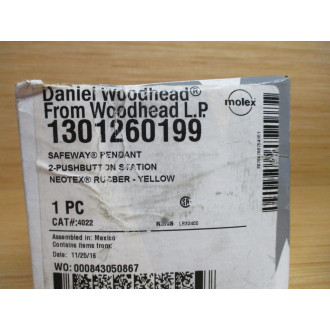 Daniel Woodhead®
From Woodhead L.P.
molex
1301260199
SAFEWAY® PENDANT
2-PUSHBUTTON STATION
NEOTEX® RUBBER - YELLOW
1 PC
CAT#:4022
Assembled in: Mexico
Contains items from:
Date: 11/25/16
WO: 000843050867